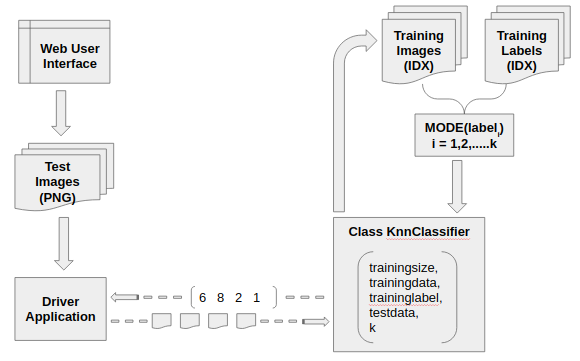 Web User
Interface
Training
Images
(IDX)
Training
Labels
(IDX)
MODE(labeli)
i = 1,2,.....k
Test
Images
(PNG)
Class KnnClassifier
trainingsize,
trainingdata,
traininglabel,
testdata,
k
Driver
Application
6 8 2 1